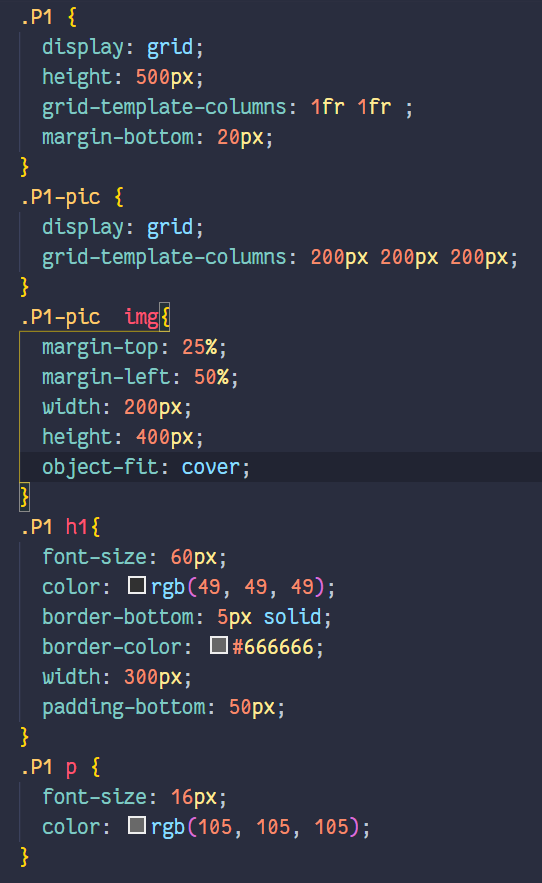 .P1 {
  display: grid;
  height: 500px;
  grid-template-columns: 1fr 1fr ;
  margin-bottom: 20px;
}
.P1-pic {
  display: grid;
  grid-template-columns: 200px 200px 200px;
}
.P1-pic  img{
  margin-top: 25%;
  margin-left: 50%;
  width: 200px;
  height: 400px;
  object-fit: cover;
}
.P1 h1{
  font-size: 60px;
  color: rgb(49, 49, 49);
  border-bottom: 5px solid;
  border-color: #666666;
  width: 300px;
  padding-bottom: 50px;
}
.P1 p {
  font-size: 16px;
  color: rgb(105, 105, 105);
}